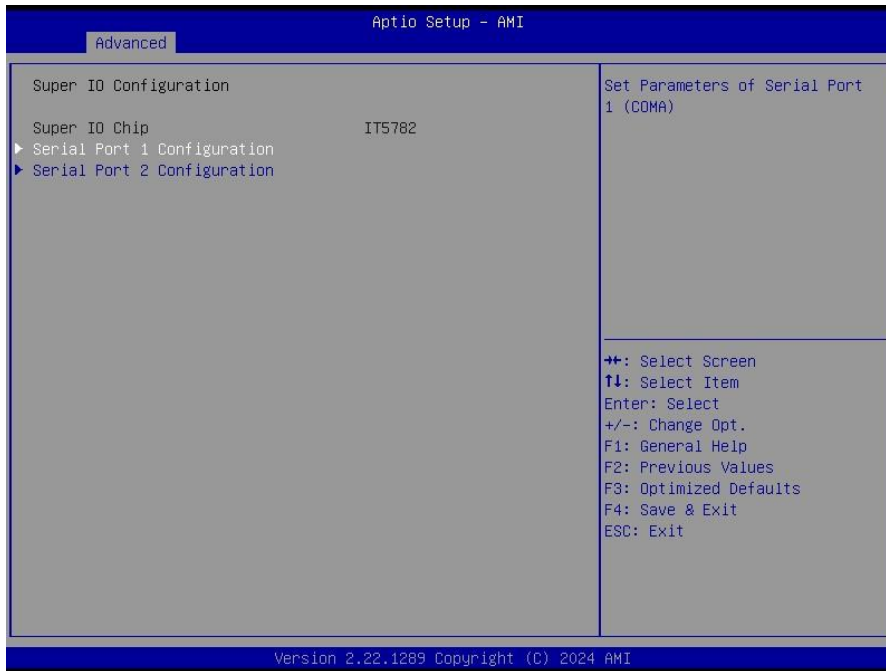 Aptio Setup – AMI
Advanced
Super IO Configuration
Super IO Chip IT5782
▶ Serial Port 1 Configuration
▶ Serial Port 2 Configuration
Set Parameters of Serial Port
1 (COMA)
→←: Select Screen
↑↓: Select Item
Enter: Select
+/-: Change Opt.
F1: General Help
F2: Previous Values
F3: Optimized Defaults
F4: Save & Exit
ESC: Exit
Version 2.22.1289 Copyright (C) 2024 AMI